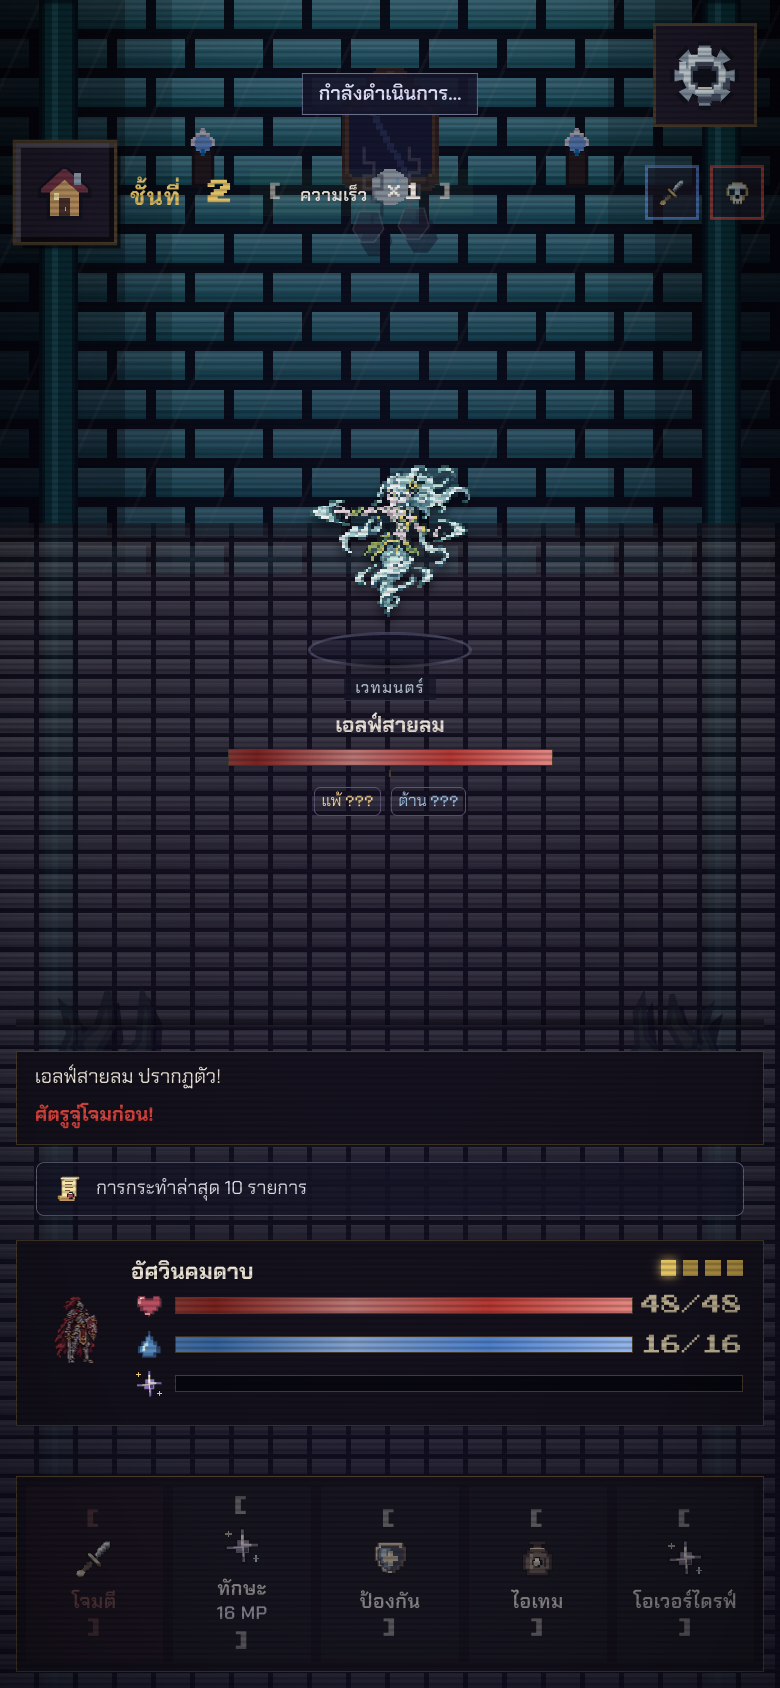 กำลังดำเนินการ...
ชั้นที่ 2 [ ความเร็ว ×1 ]
เวทมนตร์
เอลฟ์สายลม
แพ้ ??? ต้าน ???
เอลฟ์สายลม ปรากฏตัว!
ศัตรูจู่โจมก่อน!
การกระทำล่าสุด 10 รายการ
อัศวินคมดาบ
48/48
16/16
[ โจมตี ]
[ ทักษะ 16 MP ]
[ ป้องกัน ]
[ ไอเทม ]
[ โอเวอร์ไดรฟ์ ]